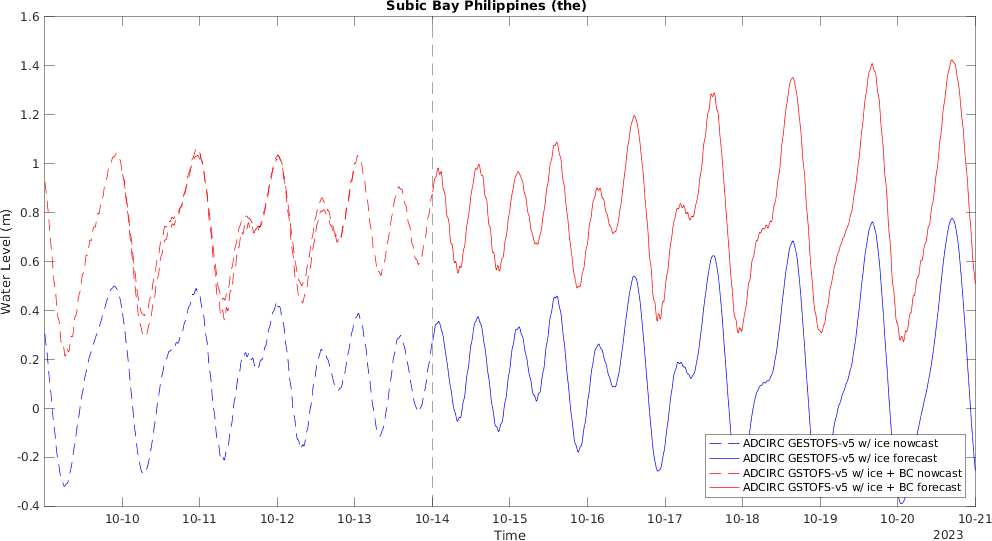 Subic Bay Philippines (the)
Water Level (m)
1.6
1.4
1.2
1
0.8
0.6
0.4
0.2
0
-0.2
-0.4
ADCIRC GESTOFS-v5 w/ ice nowcast
ADCIRC GESTOFS-v5 w/ ice forecast
ADCIRC GSTOFS-v5 w/ ice + BC nowcast
ADCIRC GSTOFS-v5 w/ ice + BC forecast
10-10 10-11 10-12 10-13 10-14 10-15 10-16 10-17 10-18 10-19 10-20 10-21
Time
2023